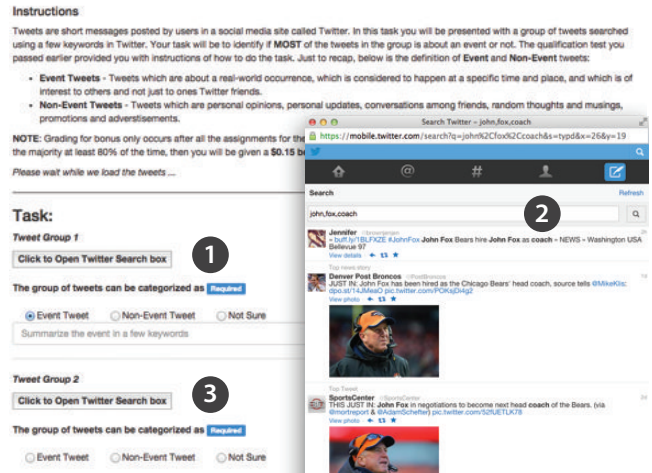 Instructions
Tweets are short messages posted by users in a social media site called Twitter. In this task you will be presented with a group of tweets searched
using a few keywords in Twitter. Your task will be to identify if MOST of the tweets in the group is about an event or not. The qualification test you
passed earlier provided you with instructions of how to do the task. Just to recap, below is the definition of Event and Non-Event tweets:
• Event Tweets - Tweets which are about a real-world occurrence, which is considered to happen at a specific time and place, and which is of
interest to others and not just to ones Twitter friends.
• Non-Event Tweets - Tweets which are personal opinions, personal updates, conversations among friends, random thoughts and musings,
promotions and adverstisements.
NOTE: Grading for bonus only occurs after all the assignments for the
the majority at least 80% of the time, then you will be given a $0.15 b
Please wait while we load the tweets ...
Task:
Tweet Group 1
Click to Open Twitter Search box
1
The group of tweets can be categorized as Required
Event Tweet Non-Event Tweet Not Sure
Summarize the event in a few keywords
Tweet Group 2
Click to Open Twitter Search box
3
The group of tweets can be categorized as Required
Event Tweet Non-Event Tweet Not Sure
Search Twitter - john,fox,coach
https://mobile.twitter.com/search?q=john%2Cfox%2Ccoach&s=typd&x=26&y=19
@ #
Search Refresh
john,fox,coach
2
Jennifer
buff.ly/1BLFXZE #JohnFox John Fox Bears hire John Fox as coach » NEWS » Washington USA
Bellevue 97
View details
Top news story
Denver Post Broncos @PostBroncos 1d
JUST IN: John Fox has been hired as the Chicago Bears' head coach, source tells @MikeKlis:
dpo.st/14JMeaO pic.twitter.com/POKsjDl4g2
View photo
Top Tweet
SportsCenter @SportsCenter
THIS JUST IN: John Fox in negotiations to become next head coach of the Bears. (via
@mortreport & @AdamSchefter) pic.twitter.com/52fUETLK78
View photo